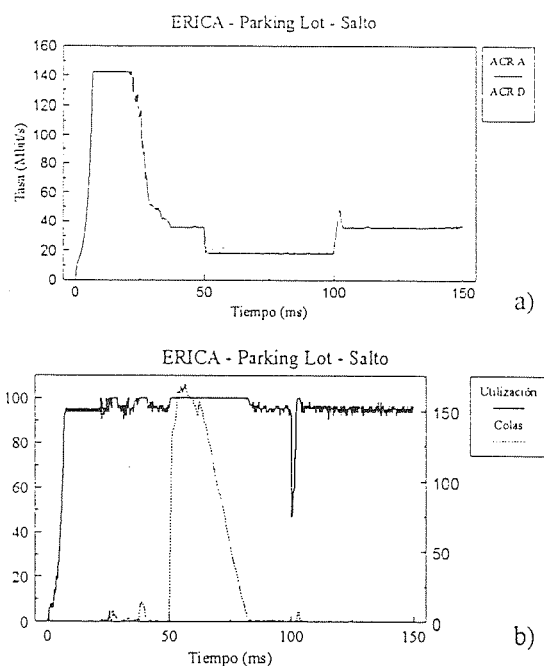 ERICA - Parking Lot - Salto
160
140
120
100
80
60
40
20
0
Tasa (Mbit/s)
0 50 100 150
Tiempo (ms)
ACR A
ACR D
a)
ERICA - Parking Lot - Salto
100
80
60
40
20
0
150
100
50
0
0 50 100 150
Tiempo (ms)
Utilización
Colas
b)